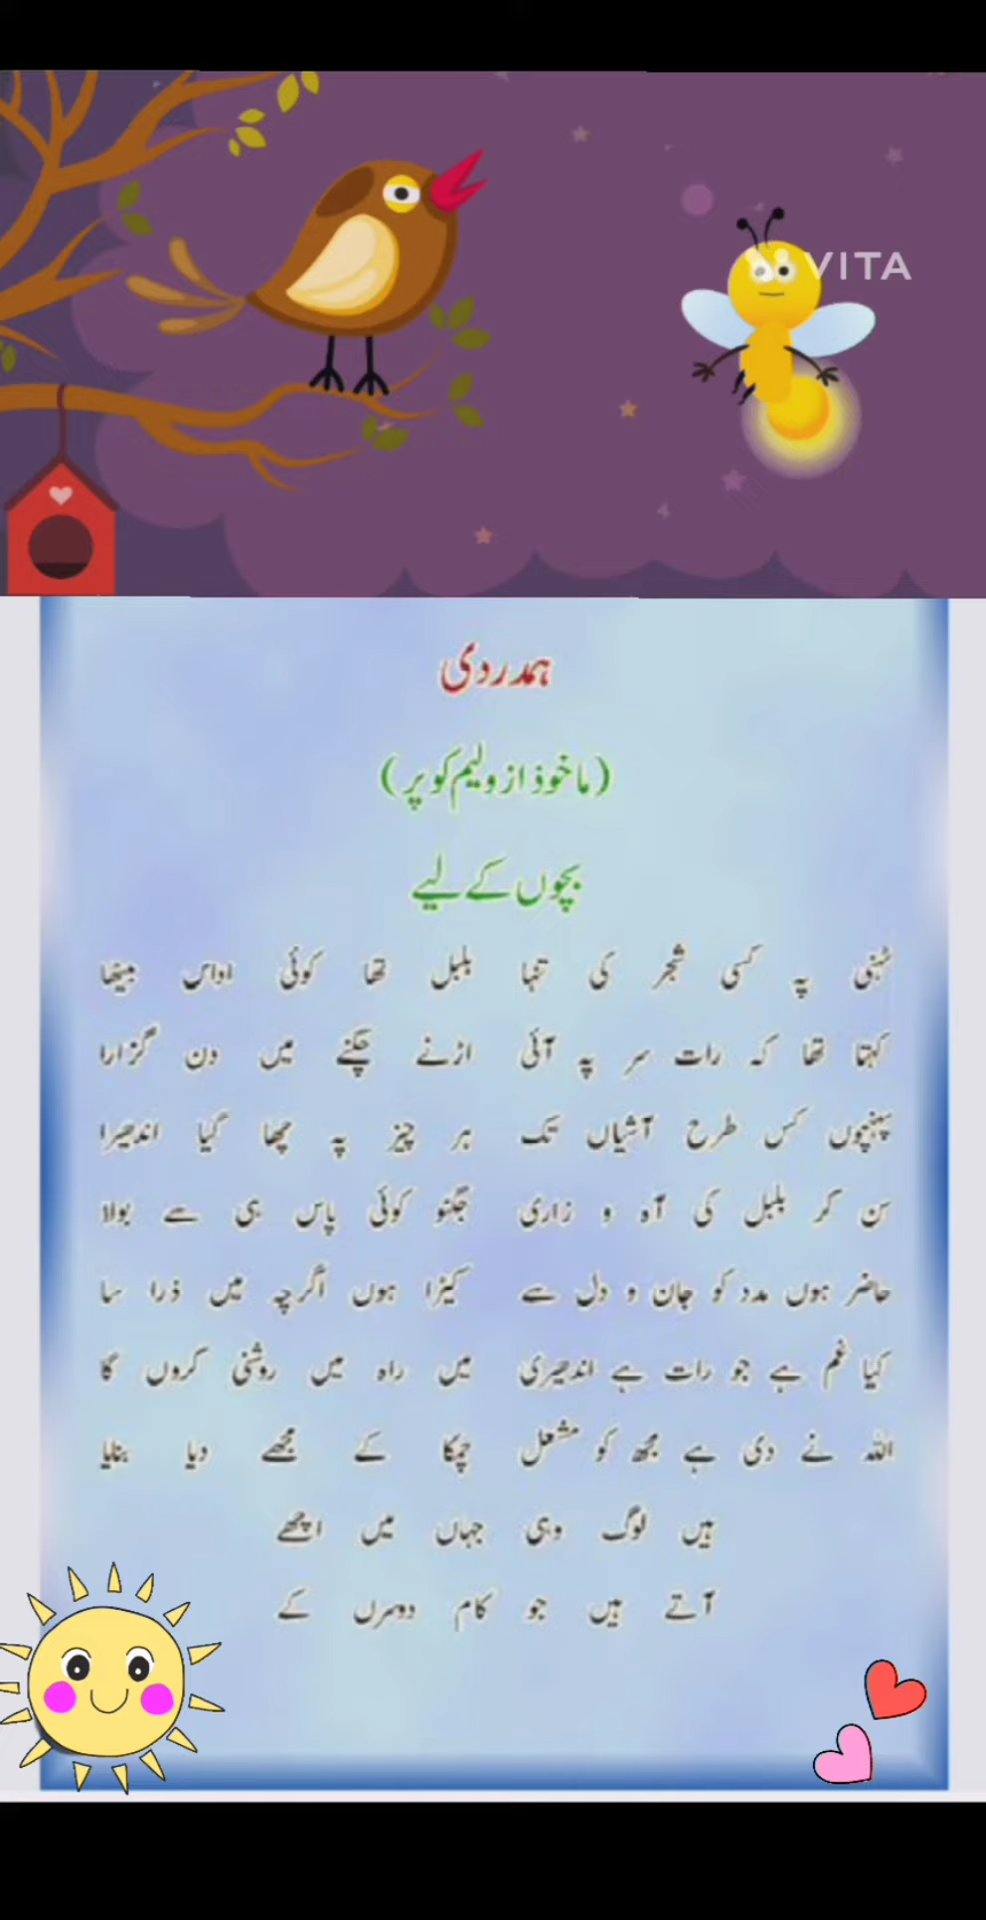 VITA
ہمدردی
(ماخوذ از ولیم کوپر)
بچوں کے لیے
ٹہنی پہ کسی شجر کی تنہا بلبل تھا کوئی اداس بیٹھا
کہتا تھا کہ رات سر پہ آئی اڑنے چگنے میں دن گزارا
پہنچوں کس طرح آشیاں تک ہر چیز پہ چھا گیا اندھیرا
سن کر بلبل کی آہ و زاری جگنو کوئی پاس ہی سے بولا
حاضر ہوں مدد کو جان و دل سے کیڑا ہوں اگرچہ میں ذرا سا
کیا غم ہے جو رات ہے اندھیری میں راہ میں روشنی کروں گا
اللہ نے دی ہے مجھ کو مشعل چمکا کے مجھے دیا بنایا
ہیں لوگ وہی جہاں میں اچھے
آتے ہیں جو کام دوسرں کے